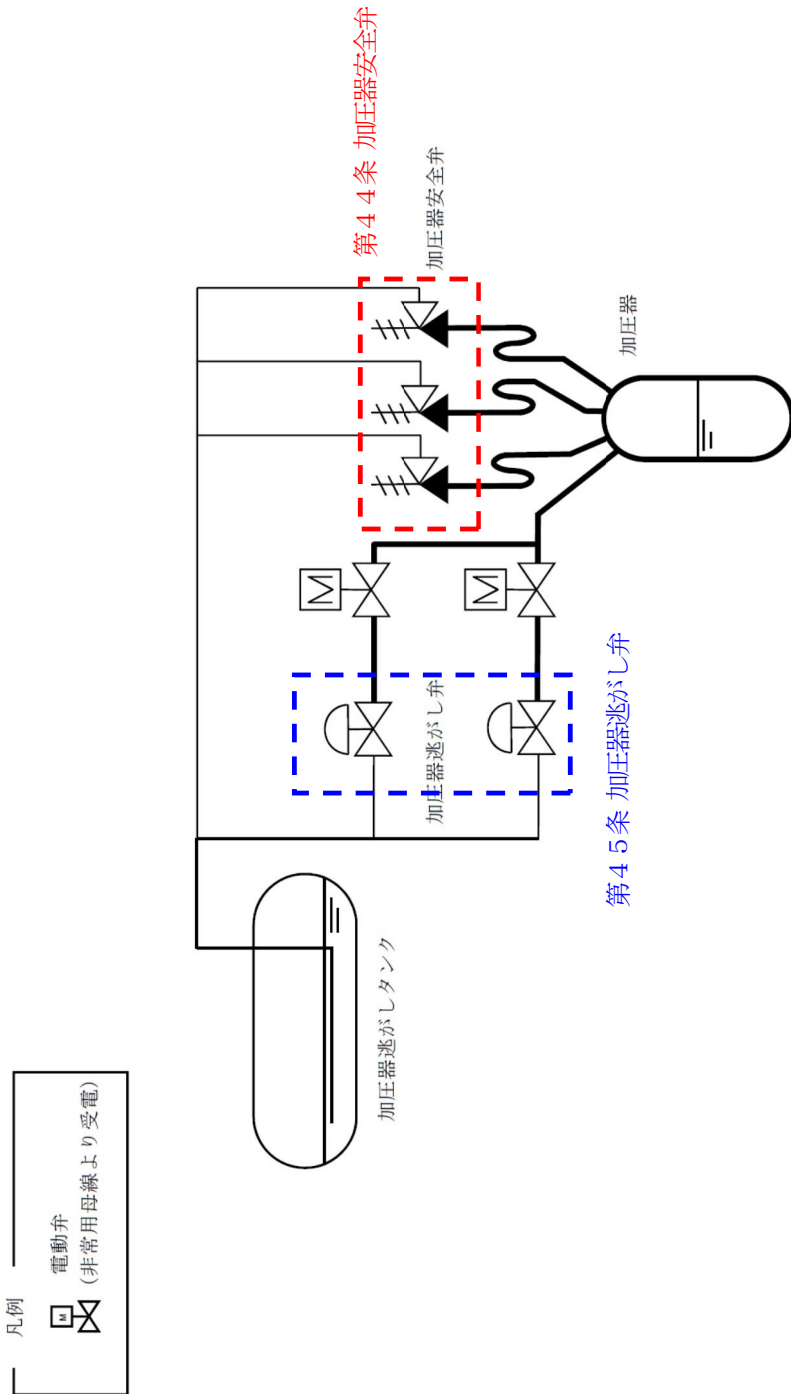 凡例
M
電動弁
(非常用母線より受電)
加圧器逃がしタンク
加圧器逃がし弁
第45条 加圧器逃がし弁
M
M
第44条 加圧器安全弁
加圧器安全弁
加圧器